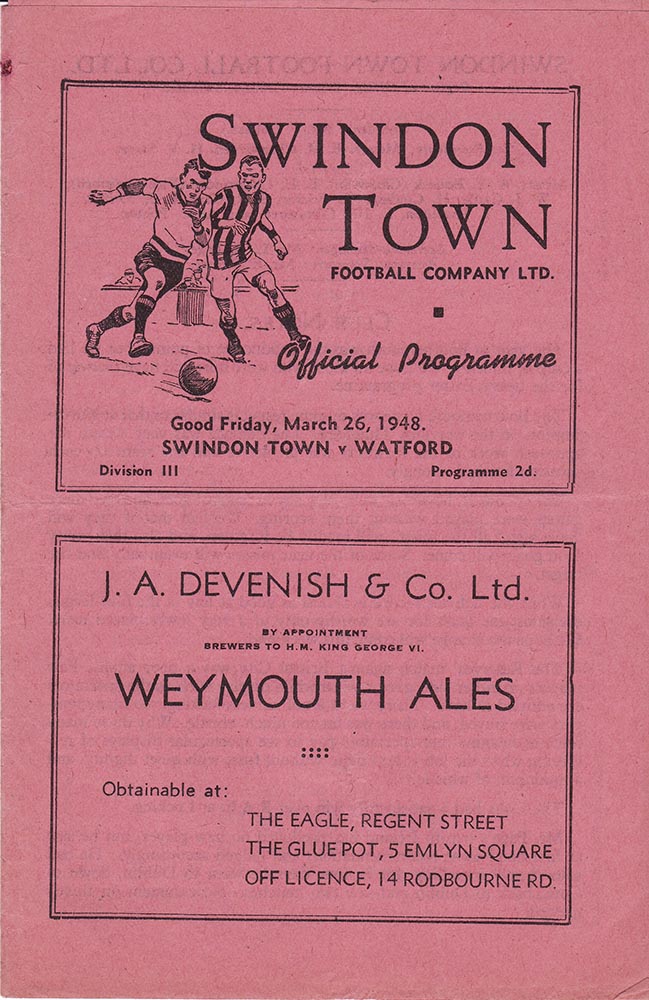 SWINDON
TOWN
FOOTBALL COMPANY LTD.
Official Programme
Good Friday, March 26, 1948.
SWINDON TOWN v WATFORD
Division III Programme 2d.
J. A. DEVENISH & Co. Ltd.
BY APPOINTMENT
BREWERS TO H.M. KING GEORGE VI.
WEYMOUTH ALES
Obtainable at:
THE EAGLE, REGENT STREET
THE GLUE POT, 5 EMLYN SQUARE
OFF LICENCE, 14 RODBOURNE RD.